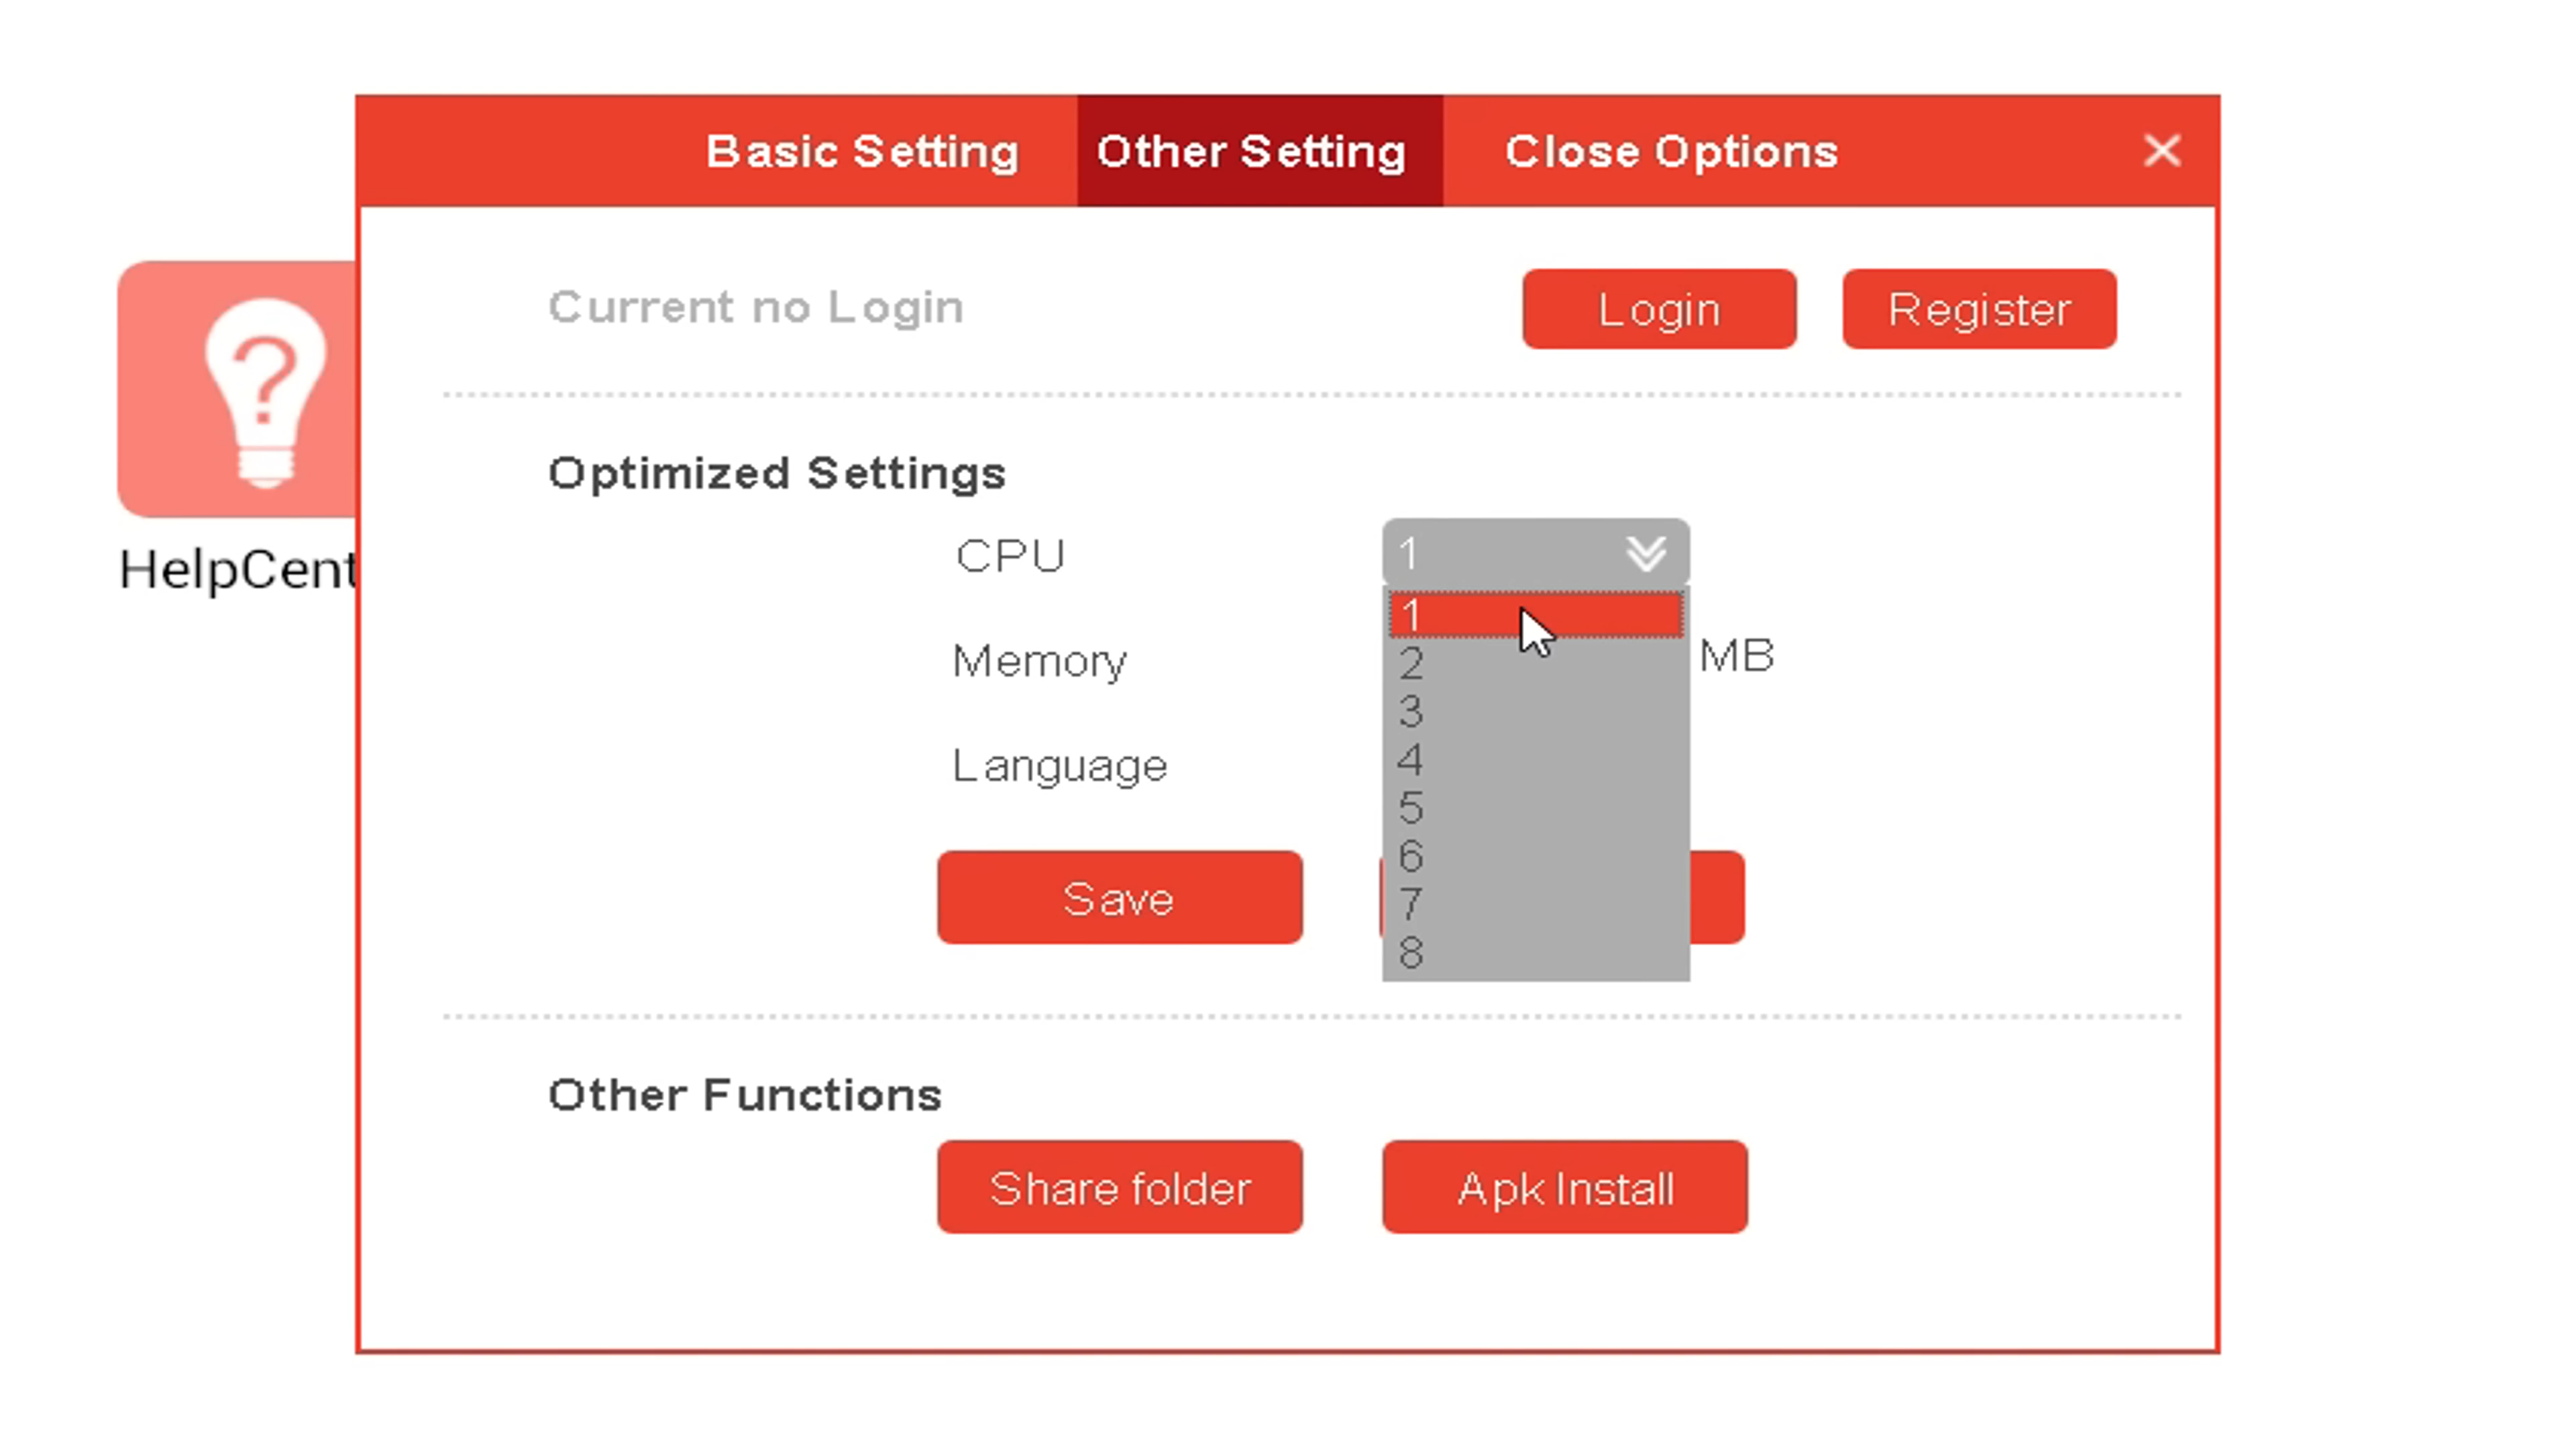 Basic Setting Other Setting Close Options
Current no Login Login Register
Optimized Settings
HelpCent
CPU 1
1
Memory MB
2
3
Language
4
5
6
Save
7
8
Other Functions
Share folder Apk Install